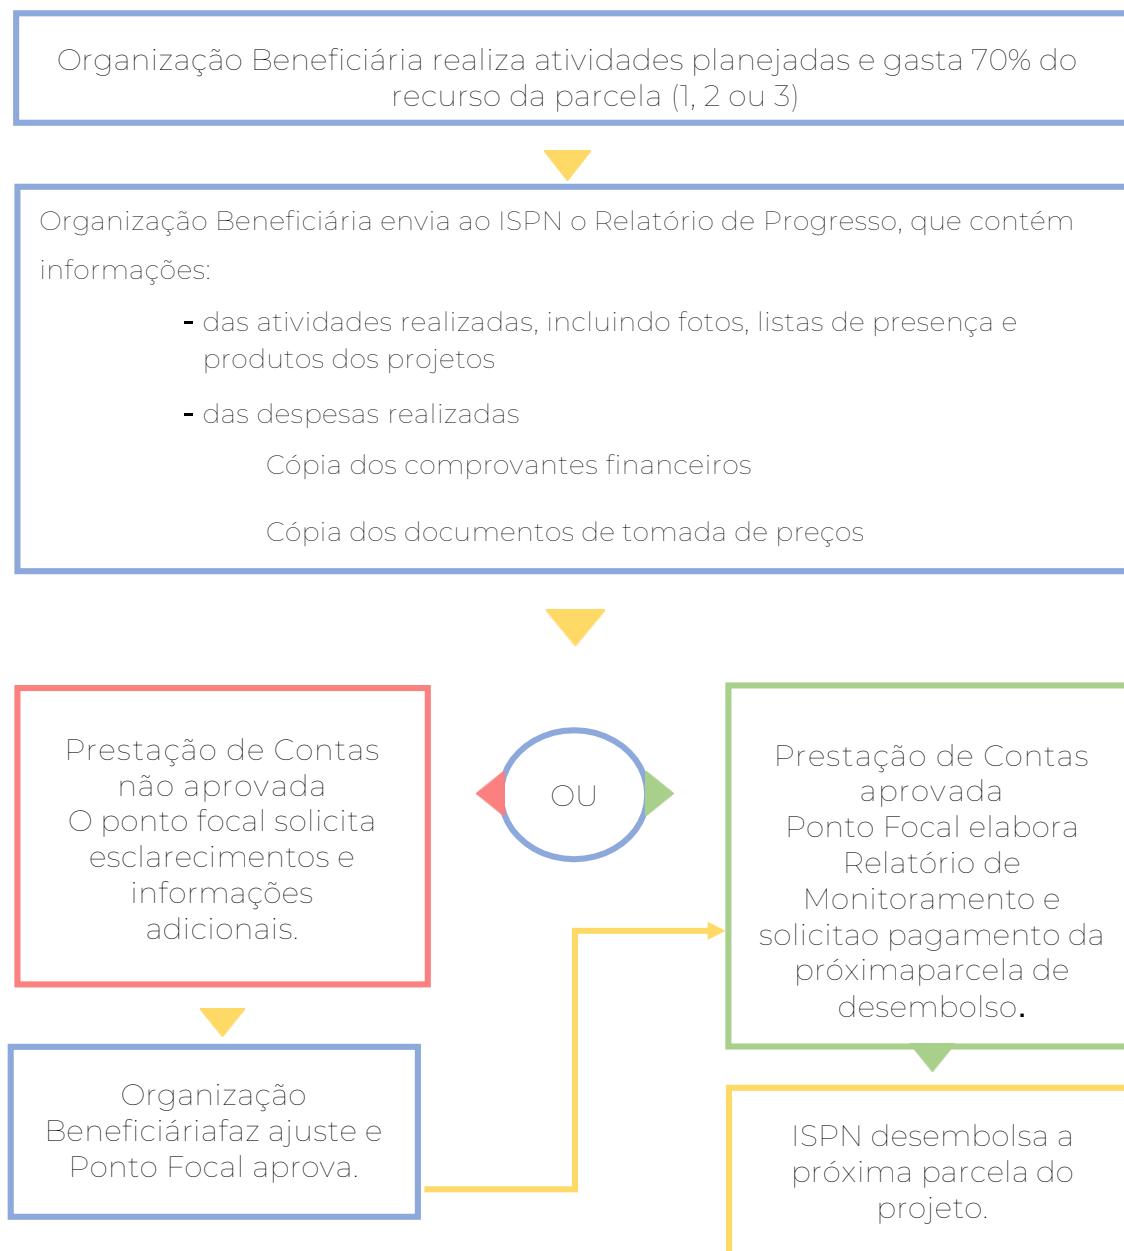 Organização Beneficiária realiza atividades planejadas e gasta 70% do
recurso da parcela (1, 2 ou 3)
Organização Beneficiária envia ao ISPN o Relatório de Progresso, que contém
informações:
- das atividades realizadas, incluindo fotos, listas de presença e
produtos dos projetos
- das despesas realizadas
Cópia dos comprovantes financeiros
Cópia dos documentos de tomada de preços
Prestação de Contas
não aprovada
O ponto focal solicita
esclarecimentos e
informações
adicionais.
OU
Prestação de Contas
aprovada
Ponto Focal elabora
Relatório de
Monitoramento e
solicitao pagamento da
próximaparcela de
desembolso.
Organização
Beneficiáriafaz ajuste e
Ponto Focal aprova.
ISPN desembolsa a
próxima parcela do
projeto.